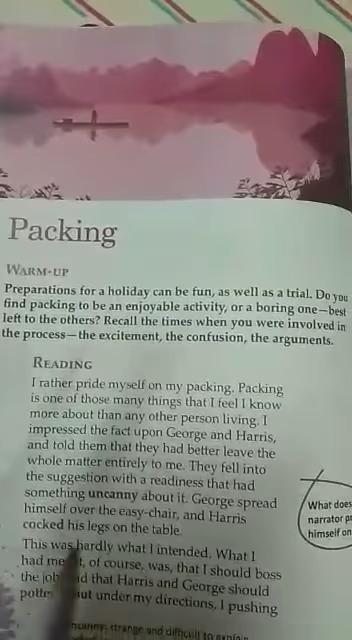 Packing
WARM-UP
Preparations for a holiday can be fun, as well as a trial. Do you
find packing to be an enjoyable activity, or a boring one—best
left to the others? Recall the times when you were involved in
the process—the excitement, the confusion, the arguments.
READING
I rather pride myself on my packing. Packing
is one of those many things that I feel I know
more about than any other person living. I
impressed the fact upon George and Harris,
and told them that they had better leave the
whole matter entirely to me. They fell into
the suggestion with a readiness that had
something uncanny about it. George spread
himself over the easy-chair, and Harris
cocked his legs on the table.
What does
narrator
himself on
This was hardly what I intended. What I
had of course, was, that I should boss
the that Harris and George should
under my directions, I pushing
strange and difficult to explain